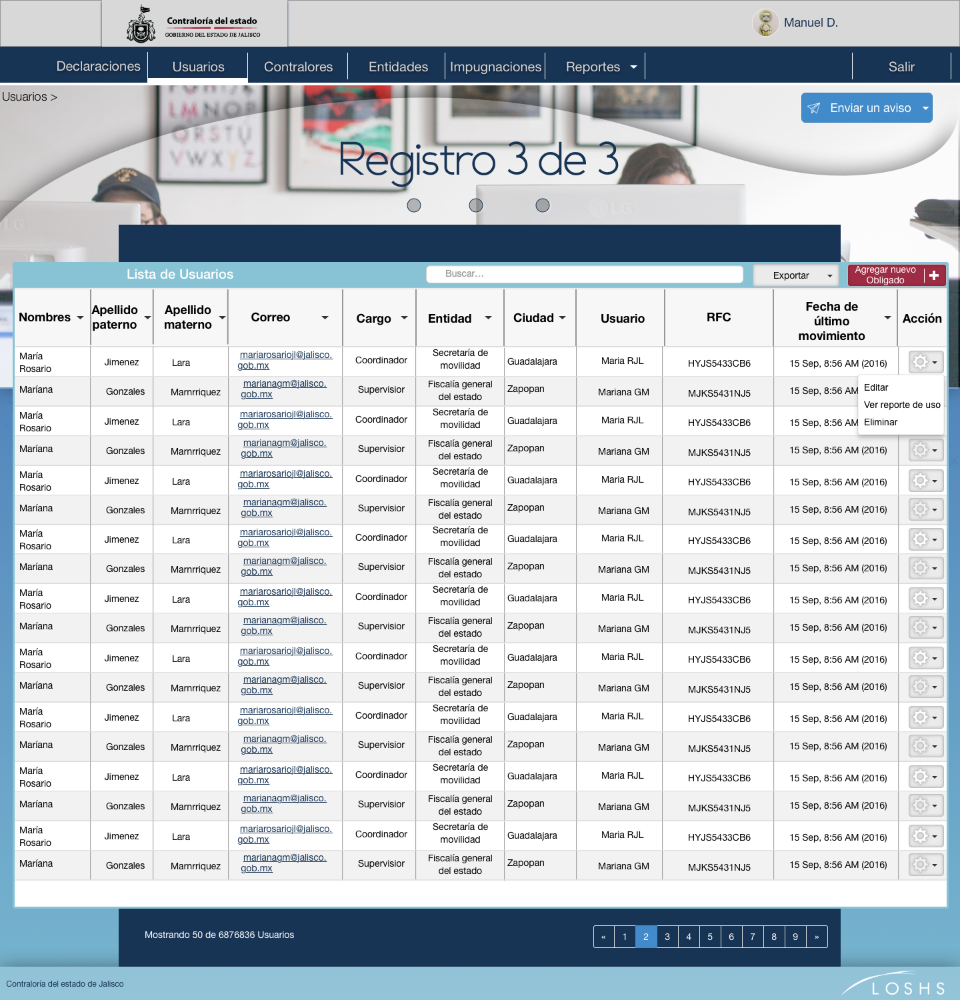 Contraloría del estado
GOBIERNO DEL ESTADO DE JALISCO
Manuel D.
Declaraciones Usuarios Contralores Entidades Impugnaciones Reportes Salir
Usuarios >
Enviar un aviso
Registro 3 de 3
LG
LG
Lista de Usuarios Buscar... Exportar Agregar nuevo
Obligado
Nombres Apellido paterno Apellido materno Correo Cargo Entidad Ciudad Usuario RFC Fecha de último movimiento Acción
María Rosario Jimenez Lara mariarosariojl@jalisco.gob.mx Coordinador Secretaría de movilidad Guadalajara Maria RJL HYJS5433CB6 15 Sep, 8:56 AM (2016)
Maríana Gonzales Marnrriquez marianagm@jalisco.gob.mx Supervisior Fiscalía general del estado Zapopan Mariana GM MJKS5431NJ5 15 Sep, 8:56 AM
Editar
Ver reporte de uso
Eliminar
María Rosario Jimenez Lara mariarosariojl@jalisco.gob.mx Coordinador Secretaría de movilidad Guadalajara Maria RJL HYJS5433CB6 15 Sep, 8:56 AM
Maríana Gonzales Marnrriquez marianagm@jalisco.gob.mx Supervisior Fiscalía general del estado Zapopan Mariana GM MJKS5431NJ5 15 Sep, 8:56 AM (2016)
María Rosario Jimenez Lara mariarosariojl@jalisco.gob.mx Coordinador Secretaría de movilidad Guadalajara Maria RJL HYJS5433CB6 15 Sep, 8:56 AM (2016)
Maríana Gonzales Marnrriquez marianagm@jalisco.gob.mx Supervisior Fiscalía general del estado Zapopan Mariana GM MJKS5431NJ5 15 Sep, 8:56 AM (2016)
María Rosario Jimenez Lara mariarosariojl@jalisco.gob.mx Coordinador Secretaría de movilidad Guadalajara Maria RJL HYJS5433CB6 15 Sep, 8:56 AM (2016)
Maríana Gonzales Marnrriquez marianagm@jalisco.gob.mx Supervisior Fiscalía general del estado Zapopan Mariana GM MJKS5431NJ5 15 Sep, 8:56 AM (2016)
María Rosario Jimenez Lara mariarosariojl@jalisco.gob.mx Coordinador Secretaría de movilidad Guadalajara Maria RJL HYJS5433CB6 15 Sep, 8:56 AM (2016)
Maríana Gonzales Marnrriquez marianagm@jalisco.gob.mx Supervisior Fiscalía general del estado Zapopan Mariana GM MJKS5431NJ5 15 Sep, 8:56 AM (2016)
María Rosario Jimenez Lara mariarosariojl@jalisco.gob.mx Coordinador Secretaría de movilidad Guadalajara Maria RJL HYJS5433CB6 15 Sep, 8:56 AM (2016)
Maríana Gonzales Marnrriquez marianagm@jalisco.gob.mx Supervisior Fiscalía general del estado Zapopan Mariana GM MJKS5431NJ5 15 Sep, 8:56 AM (2016)
María Rosario Jimenez Lara mariarosariojl@jalisco.gob.mx Coordinador Secretaría de movilidad Guadalajara Maria RJL HYJS5433CB6 15 Sep, 8:56 AM (2016)
Maríana Gonzales Marnrriquez marianagm@jalisco.gob.mx Supervisior Fiscalía general del estado Zapopan Mariana GM MJKS5431NJ5 15 Sep, 8:56 AM (2016)
María Rosario Jimenez Lara mariarosariojl@jalisco.gob.mx Coordinador Secretaría de movilidad Guadalajara Maria RJL HYJS5433CB6 15 Sep, 8:56 AM (2016)
Maríana Gonzales Marnrriquez marianagm@jalisco.gob.mx Supervisior Fiscalía general del estado Zapopan Mariana GM MJKS5431NJ5 15 Sep, 8:56 AM (2016)
María Rosario Jimenez Lara mariarosariojl@jalisco.gob.mx Coordinador Secretaría de movilidad Guadalajara Maria RJL HYJS5433CB6 15 Sep, 8:56 AM (2016)
Maríana Gonzales Marnrriquez marianagm@jalisco.gob.mx Supervisior Fiscalía general del estado Zapopan Mariana GM MJKS5431NJ5 15 Sep, 8:56 AM (2016)
Mostrando 50 de 6876836 Usuarios « 1 2 3 4 5 6 7 8 9 »
Contraloría del estado de Jalisco
LOSHS